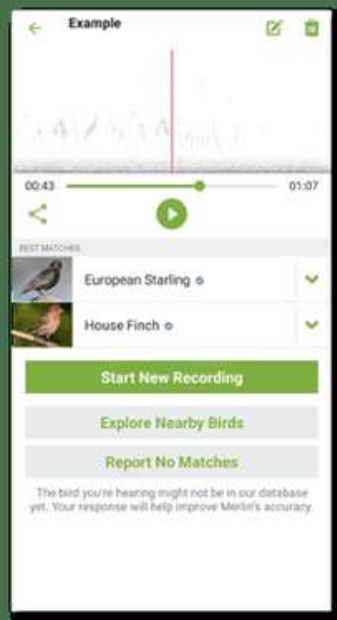 Example
00:43 01:07
BEST MATCHES
European Starling
House Finch
Start New Recording
Explore Nearby Birds
Report No Matches
The bird you're hearing might not be in our database
yet. Your response will help improve Merlin's accuracy.